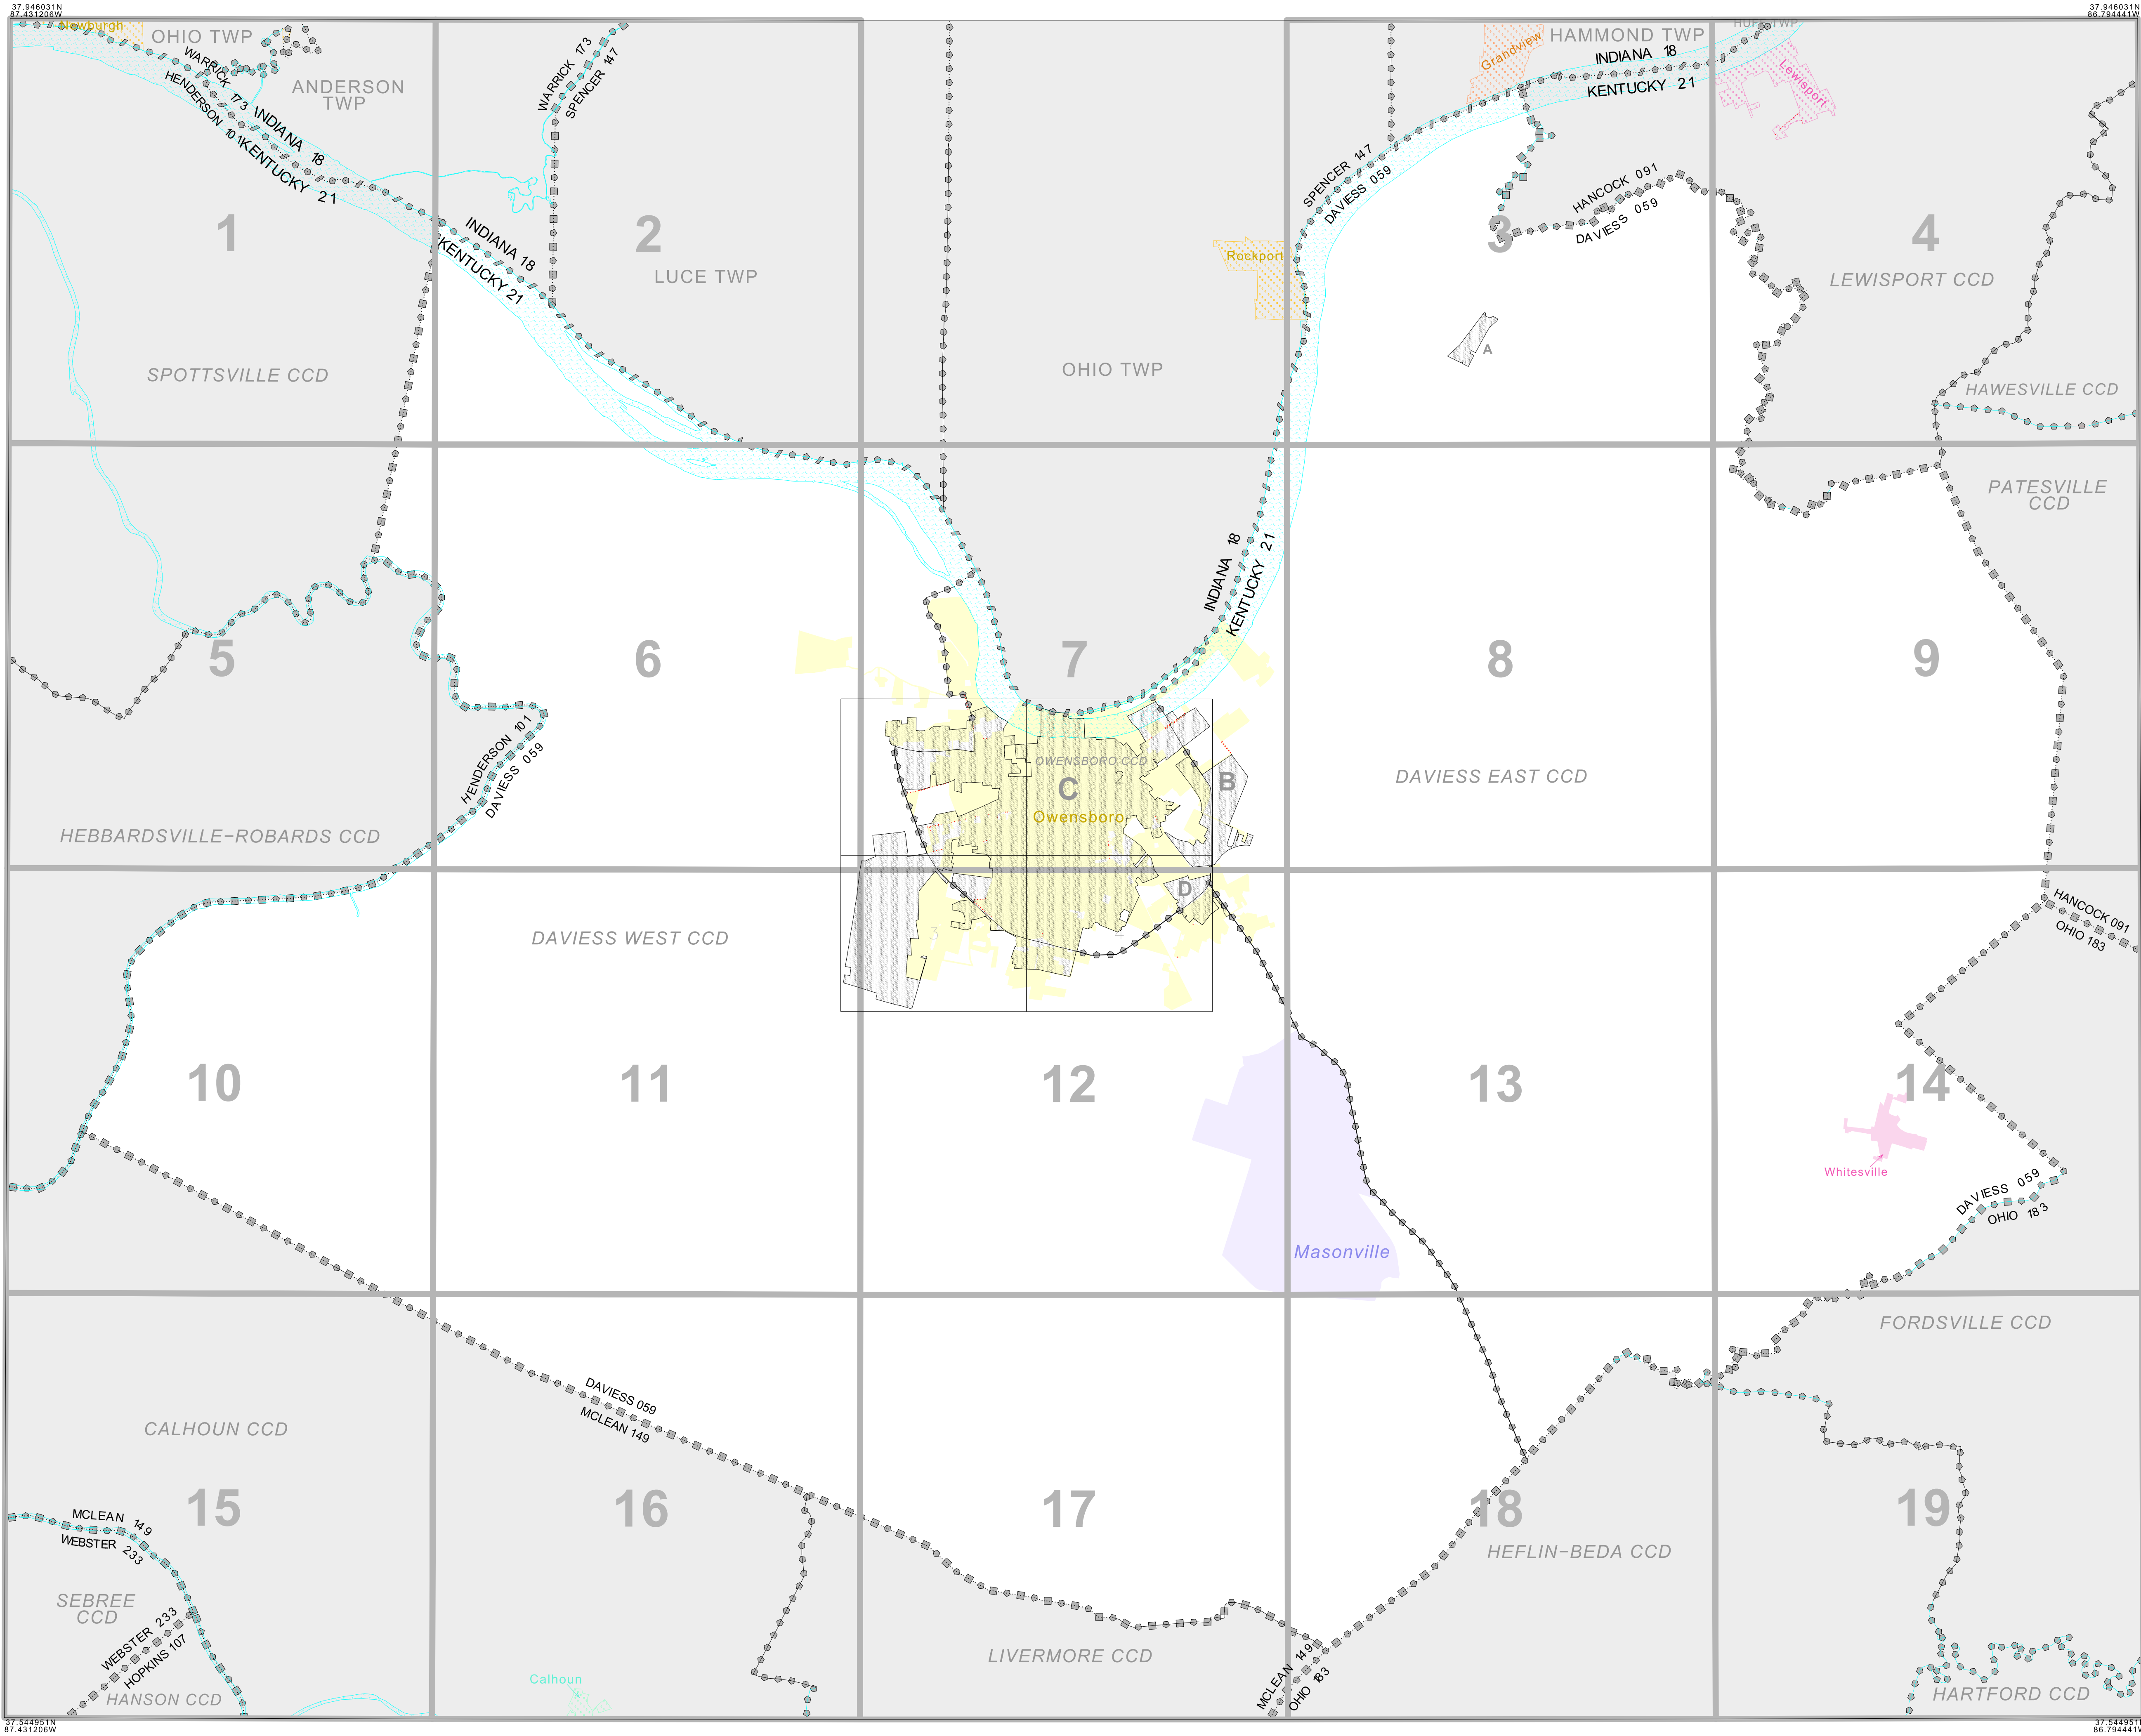 37.946031N
87.431206W
37.946031N
86.794441W
Newburgh
OHIO TWP
ANDERSON
TWP
WARRICK 173
HENDERSON 101
INDIANA 18
KENTUCKY 21
WARRICK 173
SPENCER 147
HAMMOND TWP
HUFF TWP
Grandview
INDIANA 18
KENTUCKY 21
Lewisport
SPENCER 147
DAVIESS 059
HANCOCK 091
DAVIESS 059
1
2
3
4
INDIANA 18
KENTUCKY 21
LUCE TWP
Rockport
LEWISPORT CCD
A
SPOTTSVILLE CCD
OHIO TWP
HAWESVILLE CCD
PATESVILLE
CCD
INDIANA 18
KENTUCKY 21
5
6
7
8
9
HENDERSON 101
DAVIESS 059
OWENSBORO CCD
2
C
B
Owensboro
DAVIESS EAST CCD
HEBBARDSVILLE-ROBARDS CCD
D
3
4
DAVIESS WEST CCD
HANCOCK 091
OHIO 183
10
11
12
13
14
Whitesville
DAVIESS 059
OHIO 183
Masonville
FORDSVILLE CCD
DAVIESS 059
MCLEAN 149
CALHOUN CCD
15
16
17
18
19
MCLEAN 149
WEBSTER 233
HEFLIN-BEDA CCD
SEBREE
CCD
WEBSTER 233
HOPKINS 107
HANSON CCD
LIVERMORE CCD
Calhoun
MCLEAN 149
OHIO 183
HARTFORD CCD
37.544951N
87.431206W
37.544951N
86.794441W